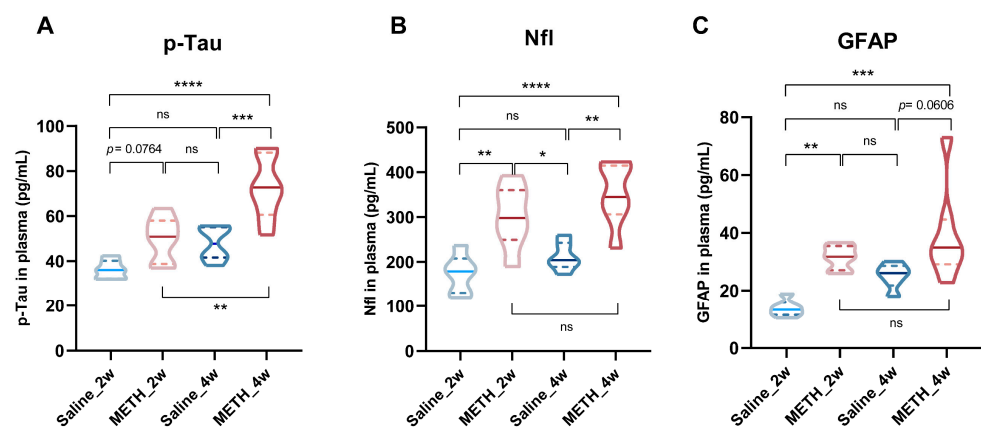 A
p-Tau
****
ns
***
p= 0.0764
ns
**
p-Tau in plasma (pg/mL)
100
80
60
40
20
0
Saline_2w
METH_2w
Saline_4w
METH_4w
B
Nfl
****
ns
**
**
*
ns
Nfl in plasma (pg/mL)
500
400
300
200
100
0
Saline_2w
METH_2w
Saline_4w
METH_4w
C
GFAP
***
ns
p= 0.0606
**
ns
ns
GFAP in plasma (pg/mL)
80
60
40
20
0
Saline_2w
METH_2w
Saline_4w
METH_4w